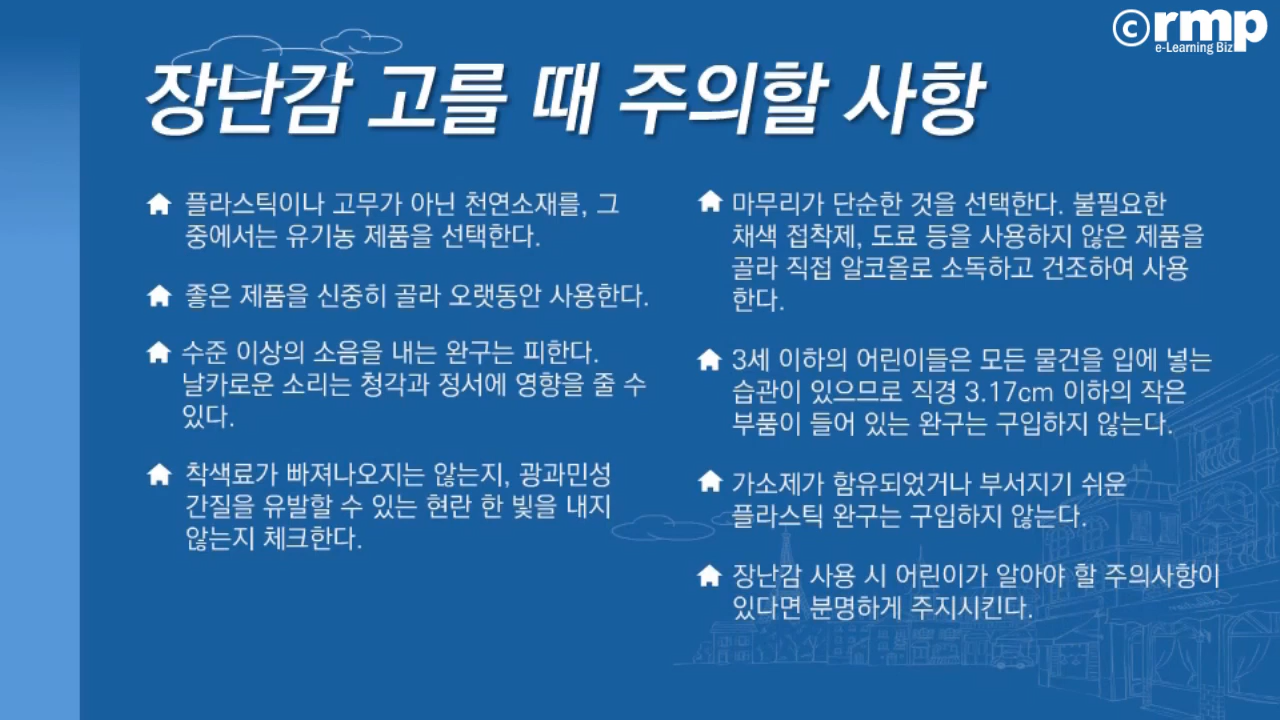 ⓒrmp
e-Learning Biz
장난감 고를 때 주의할 사항
플라스틱이나 고무가 아닌 천연소재를, 그
중에서는 유기농 제품을 선택한다.
좋은 제품을 신중히 골라 오랫동안 사용한다.
수준 이상의 소음을 내는 완구는 피한다.
날카로운 소리는 청각과 정서에 영향을 줄 수
있다.
착색료가 빠져나오지는 않는지, 광과민성
간질을 유발할 수 있는 현란 한 빛을 내지
않는지 체크한다.
마무리가 단순한 것을 선택한다. 불필요한
채색 접착제, 도료 등을 사용하지 않은 제품을
골라 직접 알코올로 소독하고 건조하여 사용
한다.
3세 이하의 어린이들은 모든 물건을 입에 넣는
습관이 있으므로 직경 3.17cm 이하의 작은
부품이 들어 있는 완구는 구입하지 않는다.
가소제가 함유되었거나 부서지기 쉬운
플라스틱 완구는 구입하지 않는다.
장난감 사용 시 어린이가 알아야 할 주의사항이
있다면 분명하게 주지시킨다.